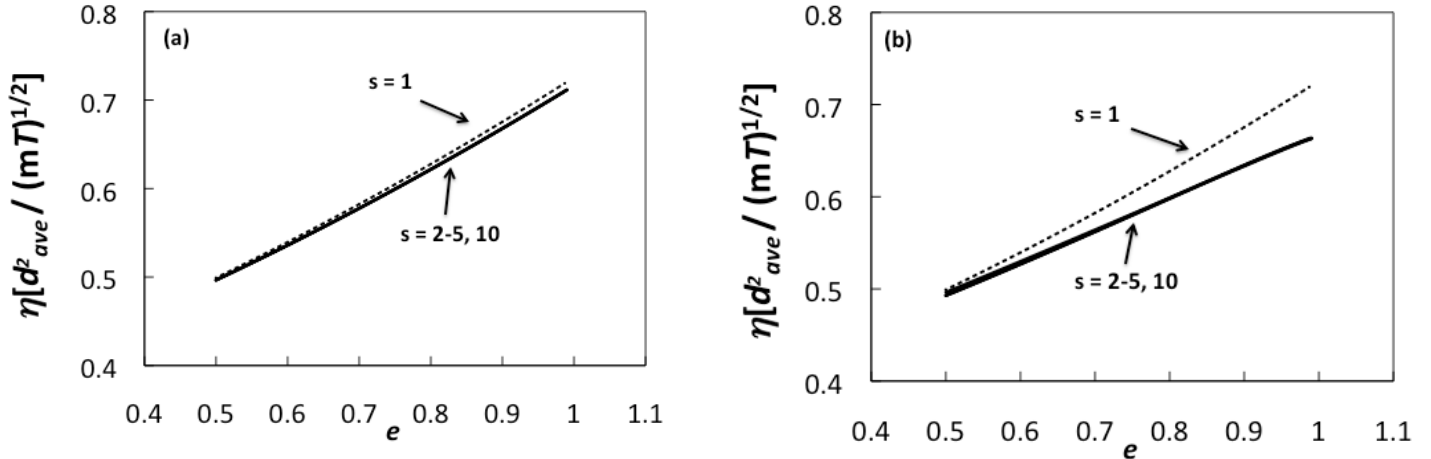 (a)
0.8
0.7
0.6
0.5
0.4
η[d²ave / (mT)1/2]
s = 1
s = 2-5, 10
0.4 0.5 0.6 0.7 0.8 0.9 1 1.1
e
(b)
0.8
0.7
0.6
0.5
0.4
η[d²ave / (mT)1/2]
s = 1
s = 2-5, 10
0.4 0.5 0.6 0.7 0.8 0.9 1 1.1
e